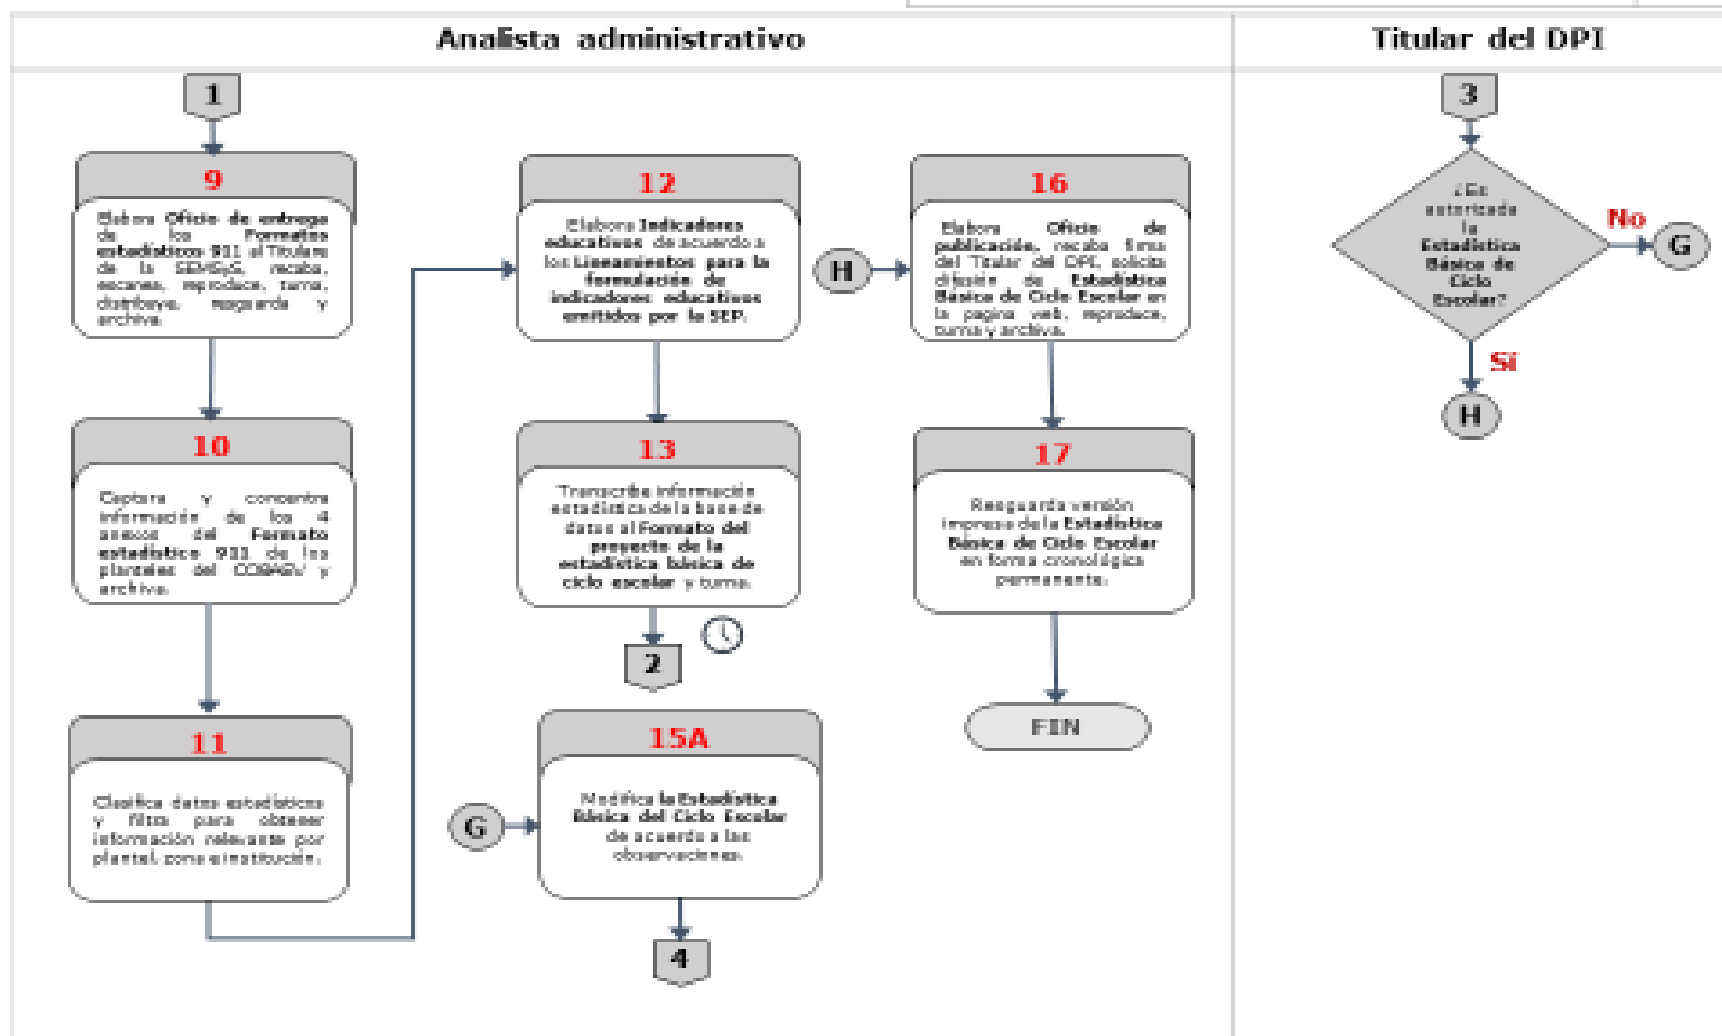 Analista administrativo
Titular del DPI
1
9
Elabora Oficio de entrega
de los Formatos
estadísticos 911 al Titular
de la SEMSyS, recaba,
escanea, reproduce, turna,
distribuye, resguarda y
archiva.
10
Captura y concentra
información de los 4
anexos del Formato
estadístico 911 de los
planteles del COBAEV y
archiva.
11
Clasifica datos estadísticos
y filtra para obtener
información relevante por
plantel, zona e institución.
12
Elabora Indicadores
educativos de acuerdo a
los Lineamientos para la
formulación de
indicadores educativos
emitidos por la SEP.
13
Transcribe información
estadística de la base de
datos al Formato del
proyecto de la
estadística básica de
ciclo escolar y turna.
2
G
15A
Modifica la Estadística
Básica del Ciclo Escolar
de acuerdo a las
observaciones.
4
H
16
Elabora Oficio de
publicación, recaba firma
del Titular del DPI, solicita
difusión de Estadística
Básica de Ciclo Escolar en
la pagina web, reproduce,
turna y archiva.
17
Resguarda versión
impresa de la Estadística
Básica de Ciclo Escolar
en forma cronológica
permanente.
FIN
3
¿Es
autorizada
la
Estadística
Básica de
Ciclo
Escolar?
No
G
Sí
H